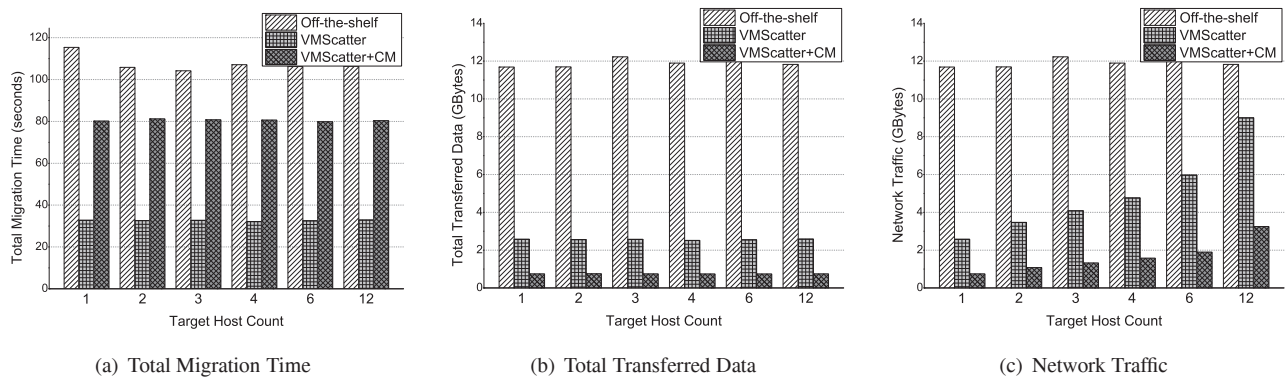 Off-the-shelf
VMScatter
VMScatter+CM
120
100
80
60
40
20
0
Total Migration Time (seconds)
1 2 3 4 6 12
Target Host Count
(a) Total Migration Time
Off-the-shelf
VMScatter
VMScatter+CM
14
12
10
8
6
4
2
0
Total Transferred Data (GBytes)
1 2 3 4 6 12
Target Host Count
(b) Total Transferred Data
Off-the-shelf
VMScatter
VMScatter+CM
14
12
10
8
6
4
2
0
Network Traffic (GBytes)
1 2 3 4 6 12
Target Host Count
(c) Network Traffic